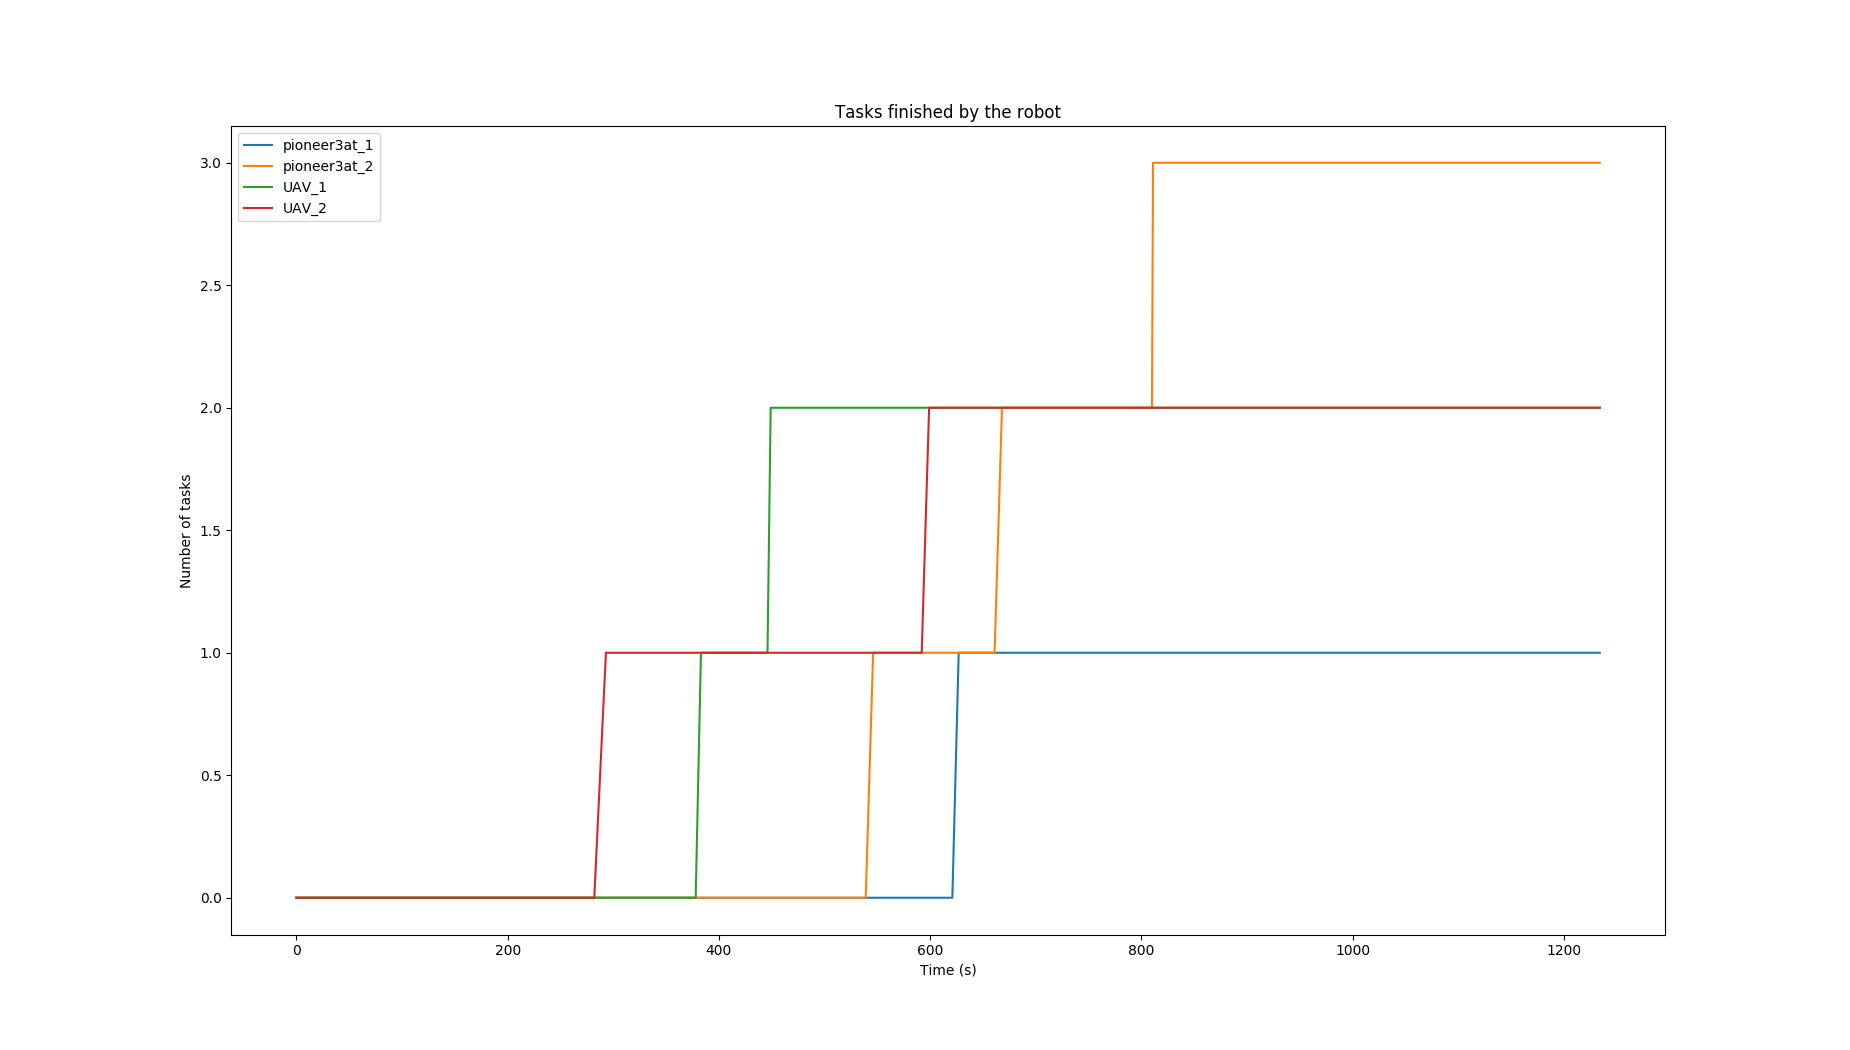 Tasks finished by the robot
pioneer3at_1
pioneer3at_2
UAV_1
UAV_2
3.0
2.5
2.0
1.5
1.0
0.5
0.0
Number of tasks
0 200 400 600 800 1000 1200
Time (s)